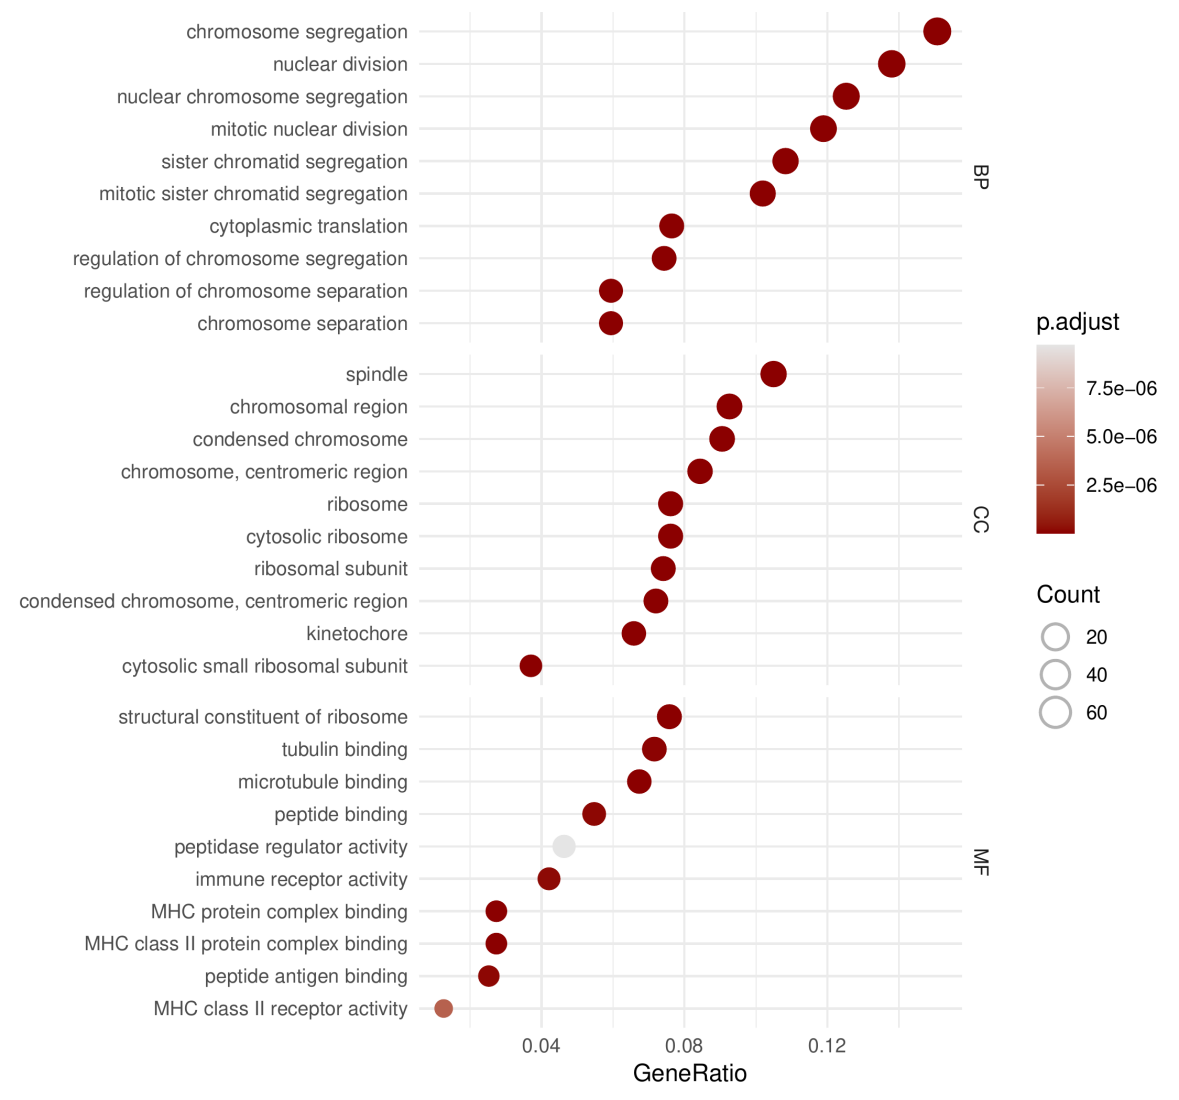 chromosome segregation
nuclear division
nuclear chromosome segregation
mitotic nuclear division
sister chromatid segregation
mitotic sister chromatid segregation
cytoplasmic translation
regulation of chromosome segregation
regulation of chromosome separation
chromosome separation
BP
spindle
chromosomal region
condensed chromosome
chromosome, centromeric region
ribosome
cytosolic ribosome
ribosomal subunit
condensed chromosome, centromeric region
kinetochore
cytosolic small ribosomal subunit
CC
structural constituent of ribosome
tubulin binding
microtubule binding
peptide binding
peptidase regulator activity
immune receptor activity
MHC protein complex binding
MHC class II protein complex binding
peptide antigen binding
MHC class II receptor activity
MF
0.04 0.08 0.12
GeneRatio
p.adjust
7.5e−06
5.0e−06
2.5e−06
Count
20
40
60